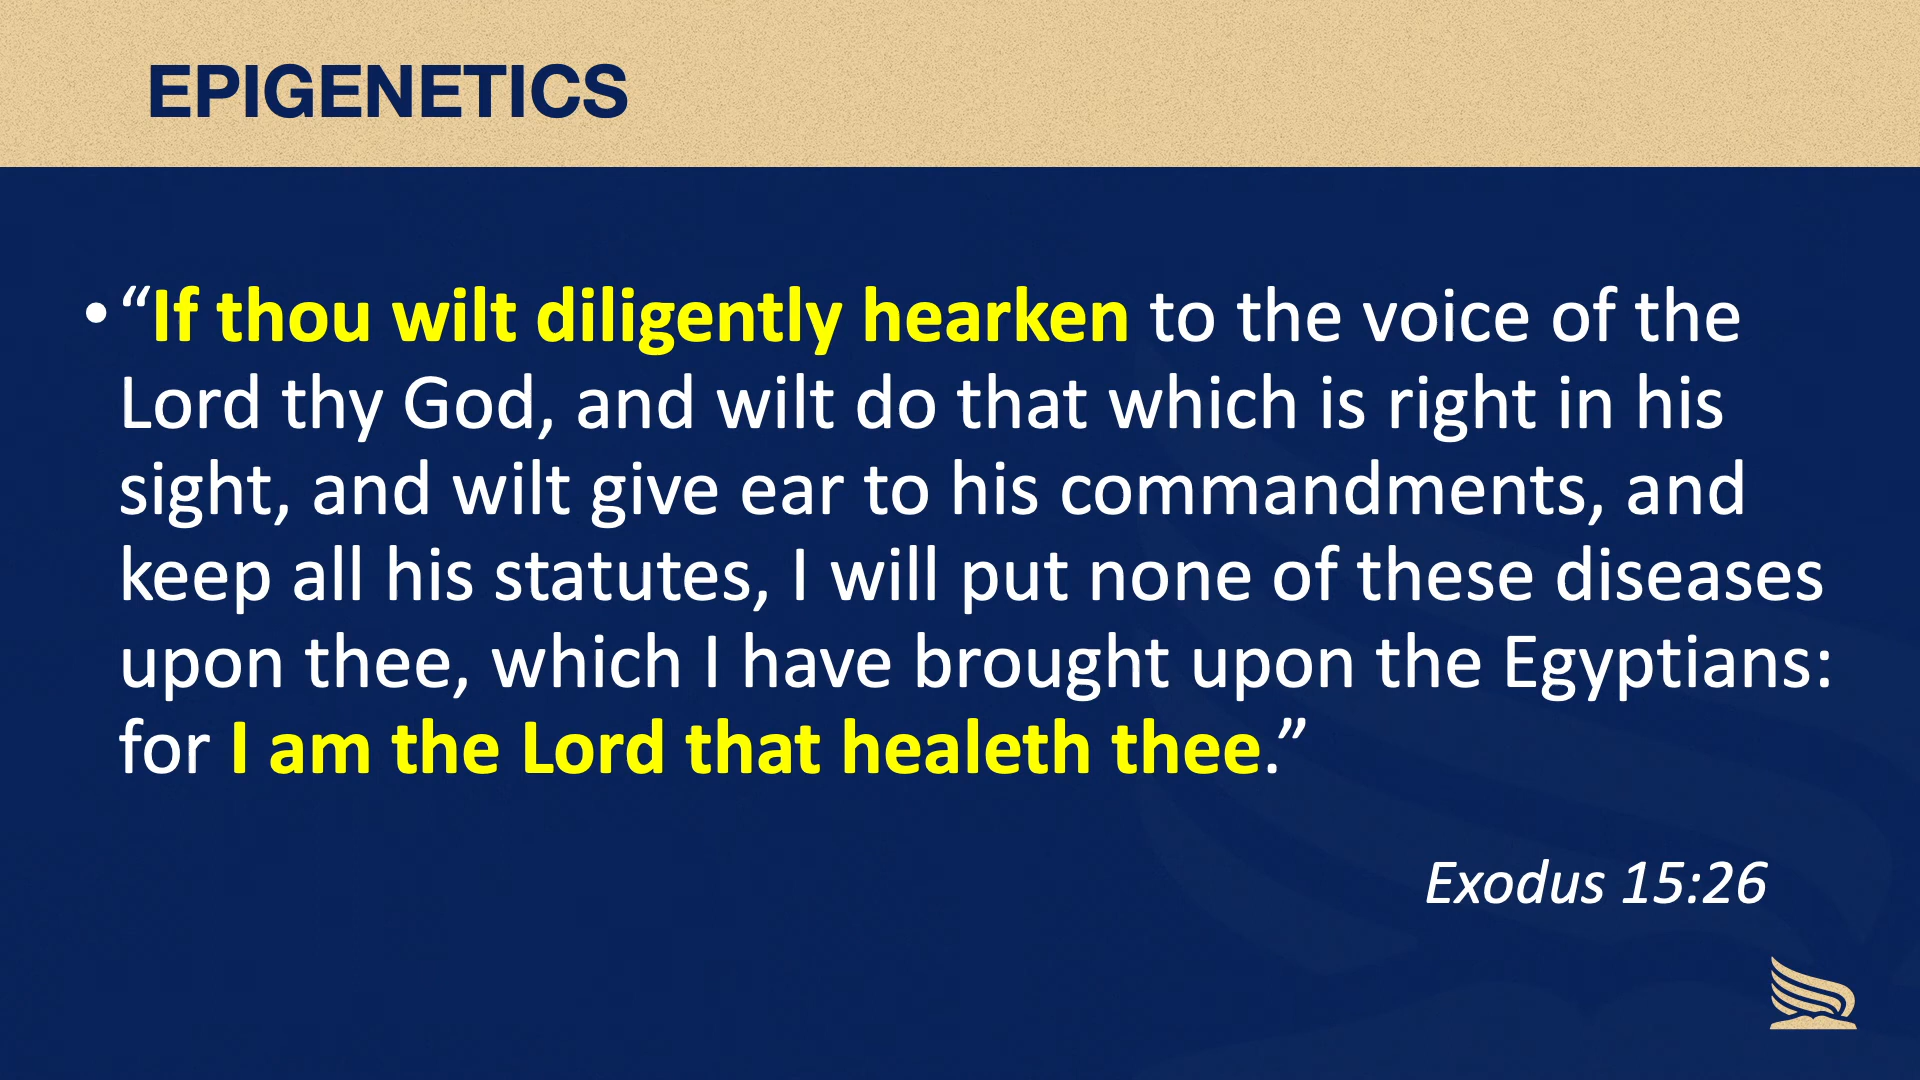 EPIGENETICS
• “If thou wilt diligently hearken to the voice of the
Lord thy God, and wilt do that which is right in his
sight, and wilt give ear to his commandments, and
keep all his statutes, I will put none of these diseases
upon thee, which I have brought upon the Egyptians:
for I am the Lord that healeth thee.”
Exodus 15:26